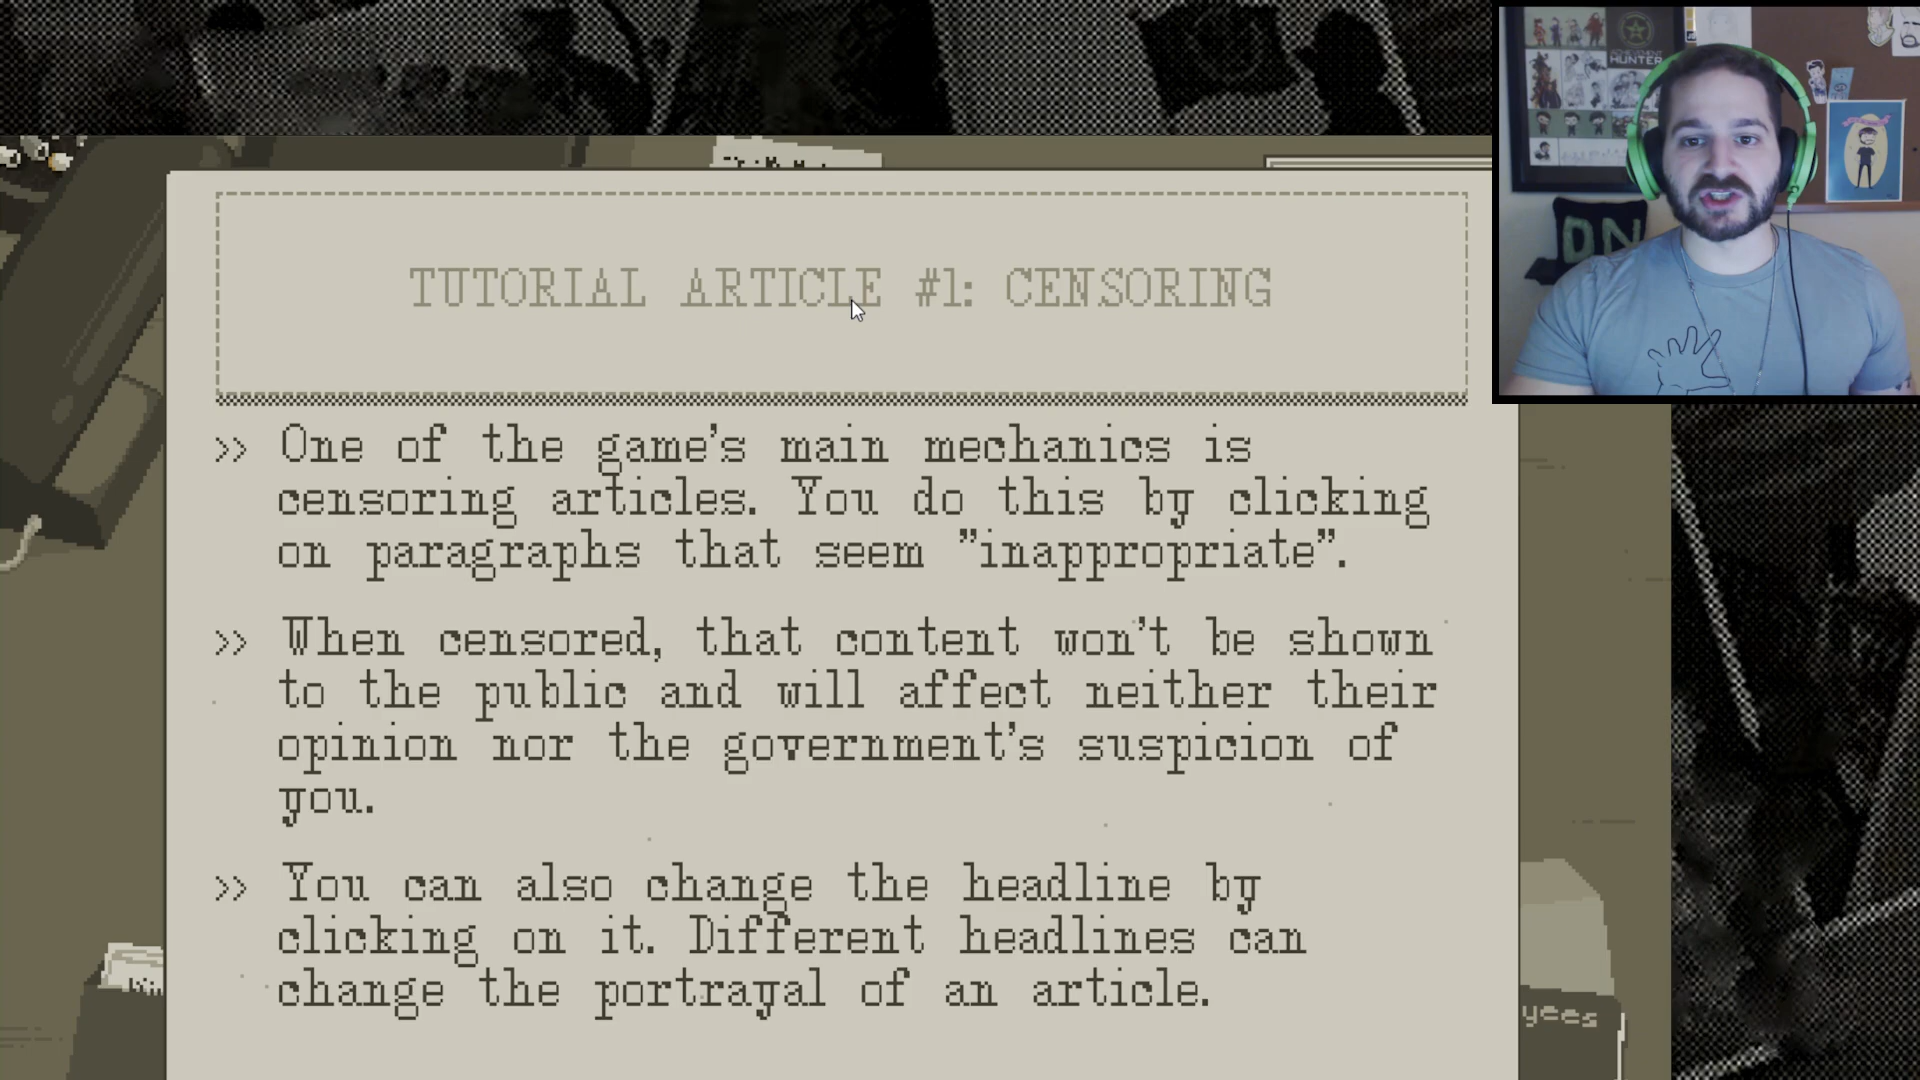 HUNTER
DN
TUTORIAL ARTICLE #1: CENSORING
>> One of the game's main mechanics is
censoring articles. You do this by clicking
on paragraphs that seem "inappropriate".
>> When censored, that content won't be shown
to the public and will affect neither their
opinion nor the government's suspicion of
you.
>> You can also change the headline by
clicking on it. Different headlines can
change the portrayal of an article.
yees